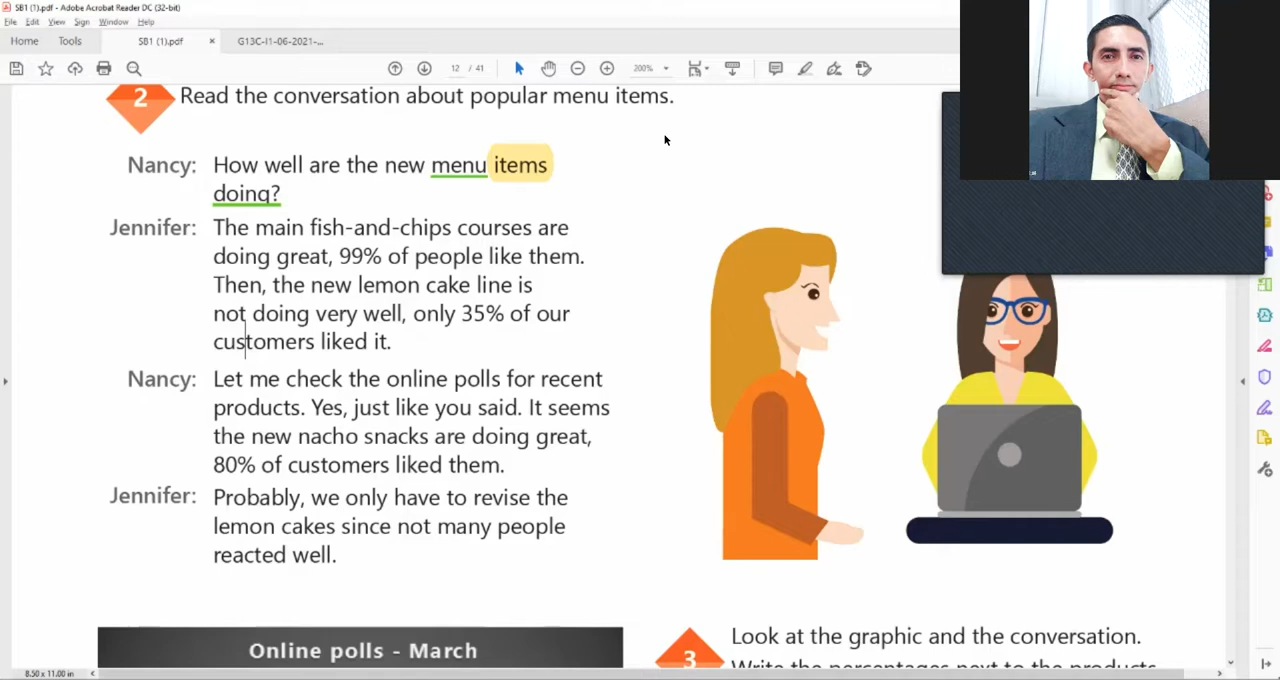 SB1 (1).pdf - Adobe Acrobat Reader DC (32-bit)
File Edit View Sign Window Help
Home Tools SB1 (1).pdf × G13C-I1-06-2021-...
12 / 41 200%
2 Read the conversation about popular menu items.
Nancy: How well are the new menu items
doing?
Jennifer: The main fish-and-chips courses are
doing great, 99% of people like them.
Then, the new lemon cake line is
not doing very well, only 35% of our
customers liked it.
Nancy: Let me check the online polls for recent
products. Yes, just like you said. It seems
the new nacho snacks are doing great,
80% of customers liked them.
Jennifer: Probably, we only have to revise the
lemon cakes since not many people
reacted well.
Online polls - March
3 Look at the graphic and the conversation.
Write the percentages next to the products
8.50 x 11.00 in